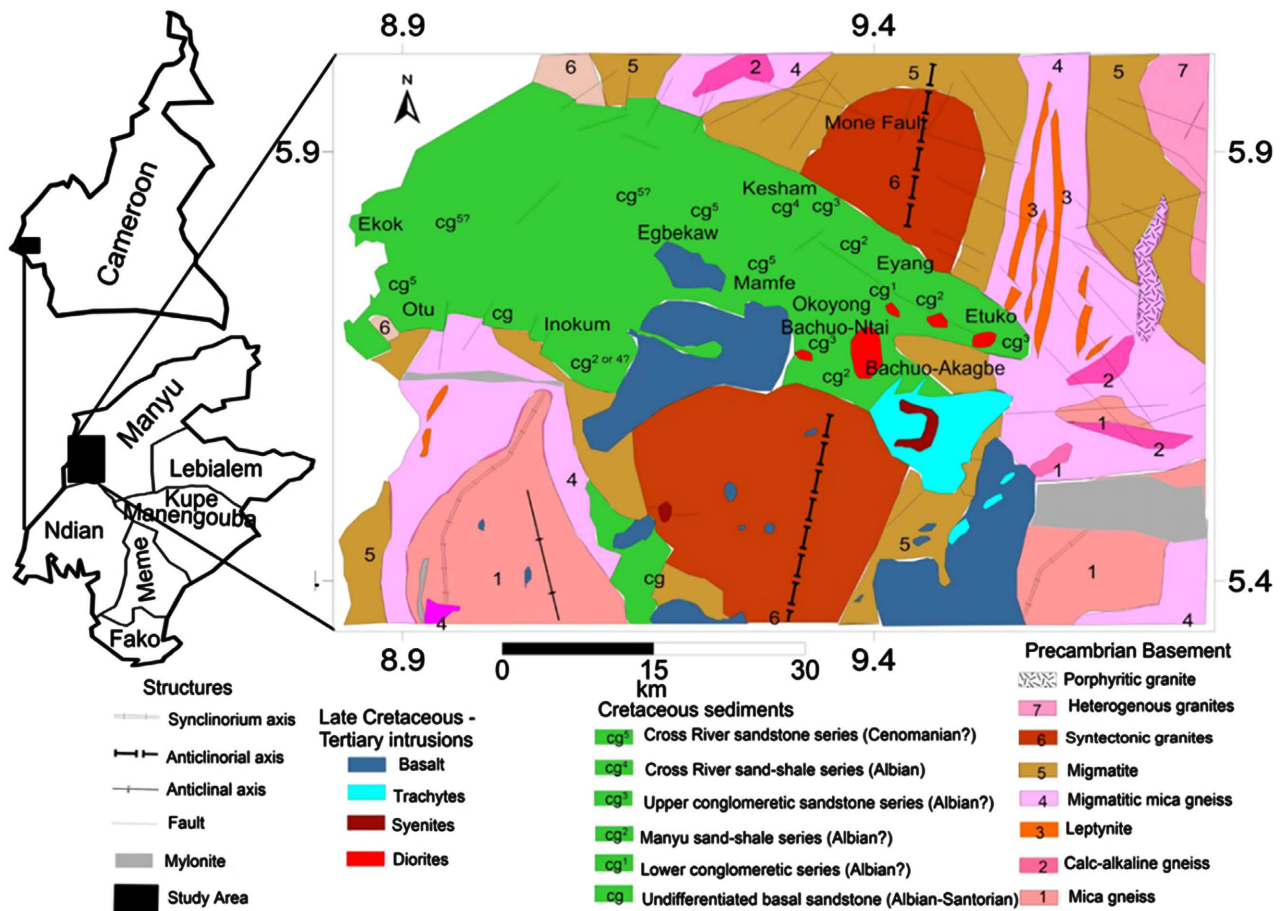 8.9
9.4
N
5.9
5.9
Cameroon
Manyu
Lebialem
Kupe
Manengouba
Ndian
Meme
Fako
6
5
2
4
5
4
5
7
Mone Faul
6
3
3
Kesham
cg5?
cg5
cg4
cg3
Ekok
cg5?
Egbekaw
cg2
cg5
Mamfe
Eyang
cg5
Otu
cg
Okoyong
cg1
cg2
Etuko
6
Inokum
Bachuo-Ntai
cg3
cg3
cg2 or 4?
cg2
Bachuo-Akagbe
2
1
2
4
1
5
1
cg
5
1
4
6
4
5.4
8.9
9.4
0
15
30
km
Structures
Synclinorium axis
Anticlinorial axis
Anticlinal axis
Fault
Mylonite
Study Area
Late Cretaceous -
Tertiary intrusions
Basalt
Trachytes
Syenites
Diorites
Cretaceous sediments
cg5 Cross River sandstone series (Cenomanian?)
cg4 Cross River sand-shale series (Albian)
cg3 Upper conglomeretic sandstone series (Albian?)
cg2 Manyu sand-shale series (Albian?)
cg1 Lower conglomeretic series (Albian?)
cg Undifferentiated basal sandstone (Albian-Santorian)
Precambrian Basement
Porphyritic granite
7 Heterogenous granites
6 Syntectonic granites
5 Migmatite
4 Migmatitic mica gneiss
3 Leptynite
2 Calc-alkaline gneiss
1 Mica gneiss